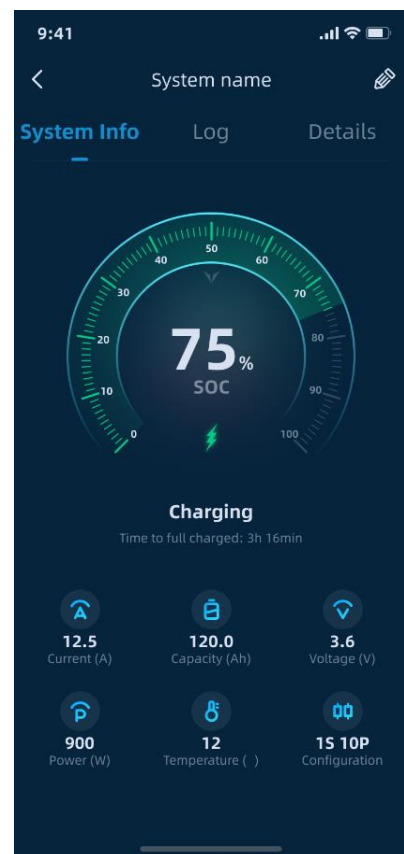 9:41
System name
System Info Log Details
50
40 60
30 70
20 80
75%
SOC
10 90
0 100
Charging
Time to full charged: 3h 16min
12.5 120.0 3.6
Current (A) Capacity (Ah) Voltage (V)
900 12 1S 10P
Power (W) Temperature ( ) Configuration